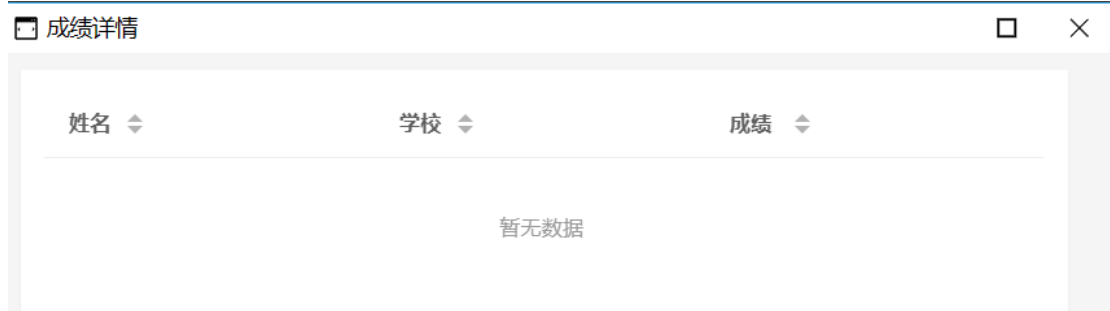 成绩详情
姓名 学校 成绩
暂无数据